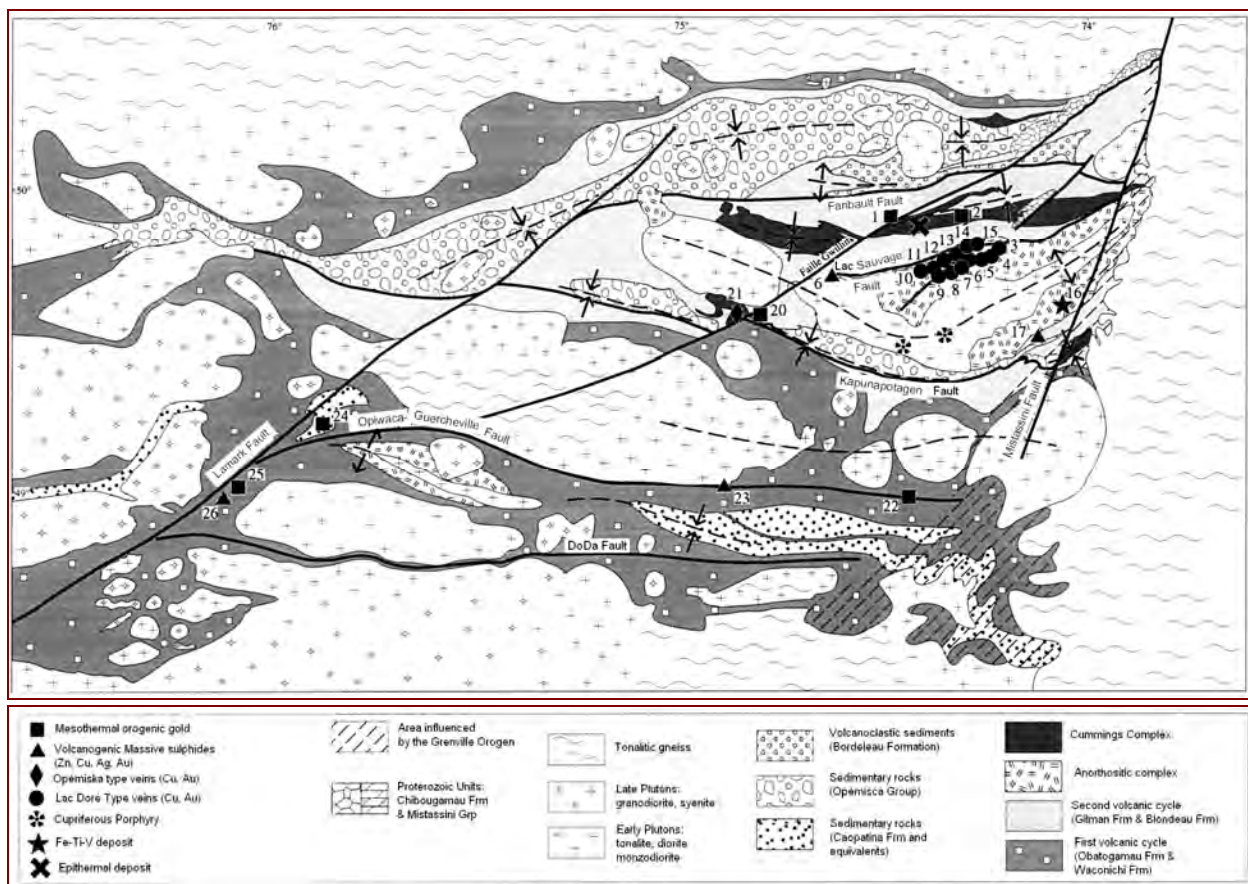 76°
75°
74°
50°
Fanbault Fault
1
2
Faille Gwillim
14
15
13
12
3
Lac Sauvage
11
4
6
Fault
10
5
7 6
8
9
16
21
20
17
Kapunapotagen Fault
24
Opiwaca- Guercheville Fault
Mistassini Fault
Lamark Fault
25
49°
26
23
22
DoDa Fault
Mesothermal orogenic gold
Volcanogenic Massive sulphides
(Zn, Cu, Ag, Au)
Opemiska type veins (Cu, Au)
Lac Dore Type veins (Cu, Au)
Cupriferous Porphyry
Fe-Ti-V deposit
Epithermal deposit
Area influenced
by the Grenville Orogen
Proterozoic Units:
Chibougamau Frm
& Mistassini Grp
Tonalitic gneiss
Late Plutons:
granodiorite, syenite
Early Plutons:
tonalite, diorite
monzodiorite
Volcanoclastic sediments
(Bordeleau Formation)
Sedimentary rocks
(Opemisca Group)
Sedimentary rocks
(Caopatina Frm and
equivalents)
Cummings Complex
Anorthositic complex
Second volcanic cycle
(Gilman Frm & Blondeau Frm)
First volcanic cycle
(Obatogamau Frm &
Waconichi Frm)